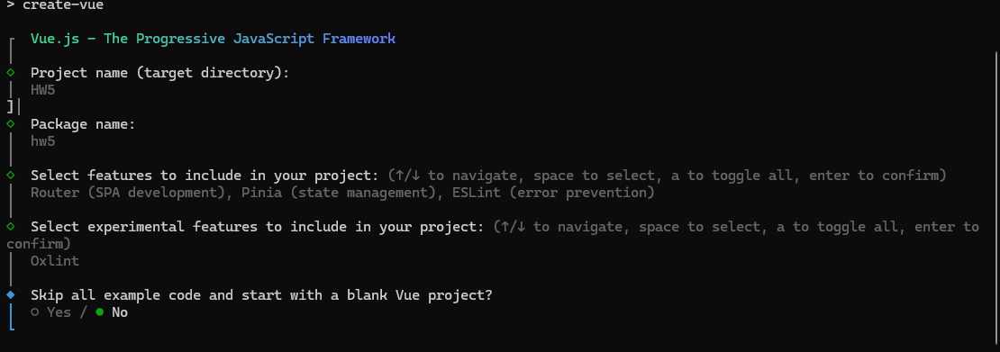 > create-vue
Vue.js - The Progressive JavaScript Framework
Project name (target directory):
HW5
]
Package name:
hw5
Select features to include in your project: (↑/↓ to navigate, space to select, a to toggle all, enter to confirm)
Router (SPA development), Pinia (state management), ESLint (error prevention)
Select experimental features to include in your project: (↑/↓ to navigate, space to select, a to toggle all, enter to
confirm)
Oxlint
Skip all example code and start with a blank Vue project?
○ Yes / ● No